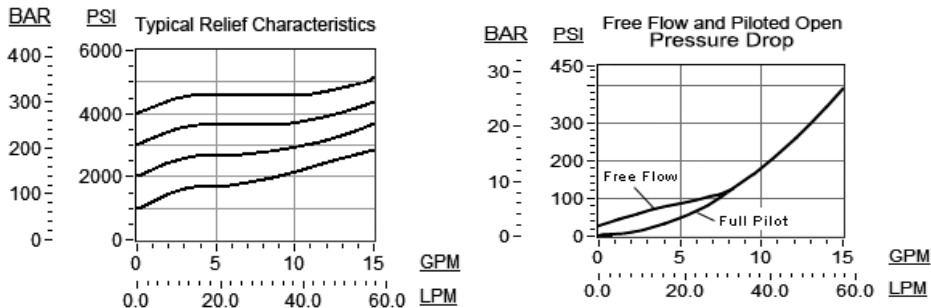 Typical Relief Characteristics
BAR
PSI
400
300
200
100
0
6000
4000
2000
0
0 5 10 15 GPM
0.0 20.0 40.0 60.0 LPM
Free Flow and Piloted Open
Pressure Drop
BAR
PSI
30
20
10
0
450
300
200
100
0
Free Flow
Full Pilot
0 5 10 15 GPM
0.0 20.0 40.0 60.0 LPM